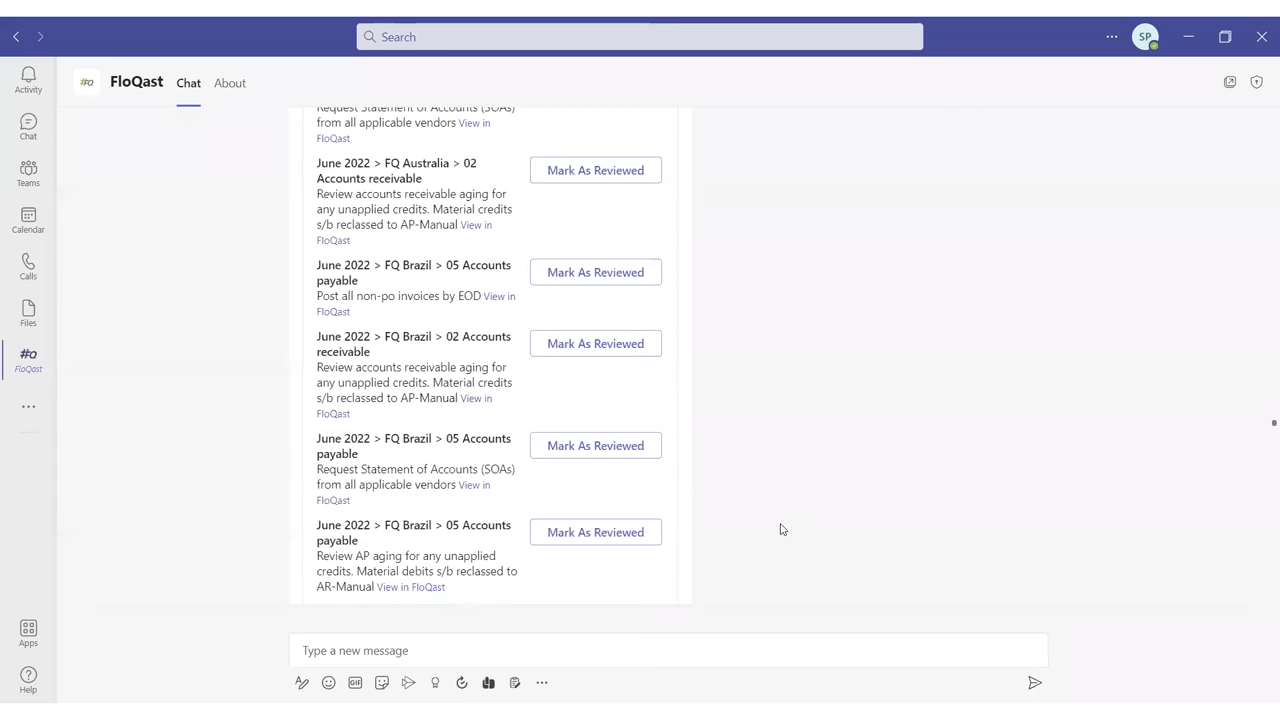 Search
SP
FloQast
Chat
About
Activity
Chat
Teams
Calendar
Calls
Files
FloQast
Apps
Help
Request Statement of Accounts (SOAs)
from all applicable vendors View in
FloQast
June 2022 > FQ Australia > 02
Accounts receivable
Mark As Reviewed
Review accounts receivable aging for
any unapplied credits. Material credits
s/b reclassed to AP-Manual View in
FloQast
June 2022 > FQ Brazil > 05 Accounts
payable
Mark As Reviewed
Post all non-po invoices by EOD View in
FloQast
June 2022 > FQ Brazil > 02 Accounts
receivable
Mark As Reviewed
Review accounts receivable aging for
any unapplied credits. Material credits
s/b reclassed to AP-Manual View in
FloQast
June 2022 > FQ Brazil > 05 Accounts
payable
Mark As Reviewed
Request Statement of Accounts (SOAs)
from all applicable vendors View in
FloQast
June 2022 > FQ Brazil > 05 Accounts
payable
Mark As Reviewed
Review AP aging for any unapplied
credits. Material debits s/b reclassed to
AR-Manual View in FloQast
Type a new message
GIF